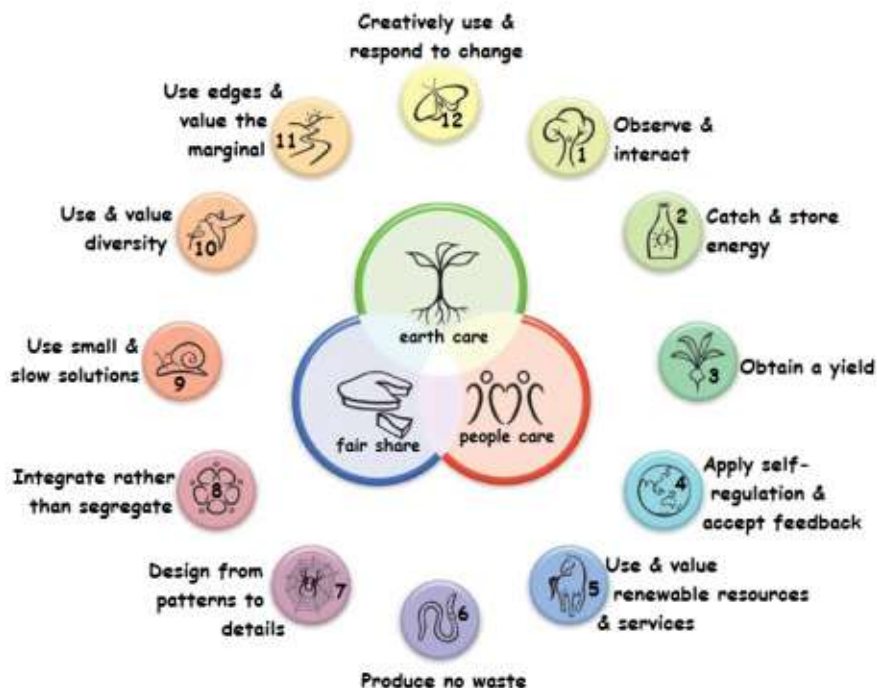 Creatively use &
respond to change
12
Observe &
interact
1
2
Catch & store
energy
3
Obtain a yield
4
Apply self-
regulation &
accept feedback
5
Use & value
renewable resources
& services
6
Produce no waste
7
Design from
patterns to
details
8
Integrate rather
than segregate
9
Use small &
slow solutions
10
Use & value
diversity
11
Use edges &
value the
marginal
earth care
fair share
people care